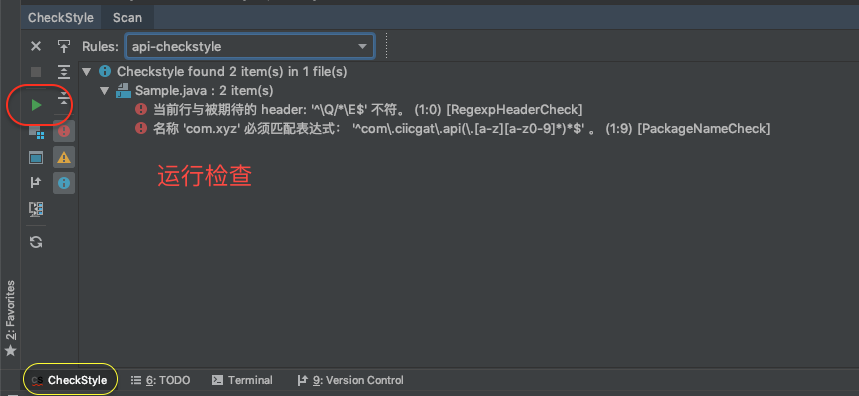 CheckStyle Scan
Rules: api-checkstyle
Checkstyle found 2 item(s) in 1 file(s)
Sample.java : 2 item(s)
当前行与被期待的 header: '^\Q/*\E$' 不符。 (1:0) [RegexpHeaderCheck]
名称 'com.xyz' 必须匹配表达式： '^com\.ciicgat\.api(\.[a-z][a-z0-9]*)*$' 。 (1:9) [PackageNameCheck]
运行检查
2: Favorites
CheckStyle 6: TODO Terminal 9: Version Control